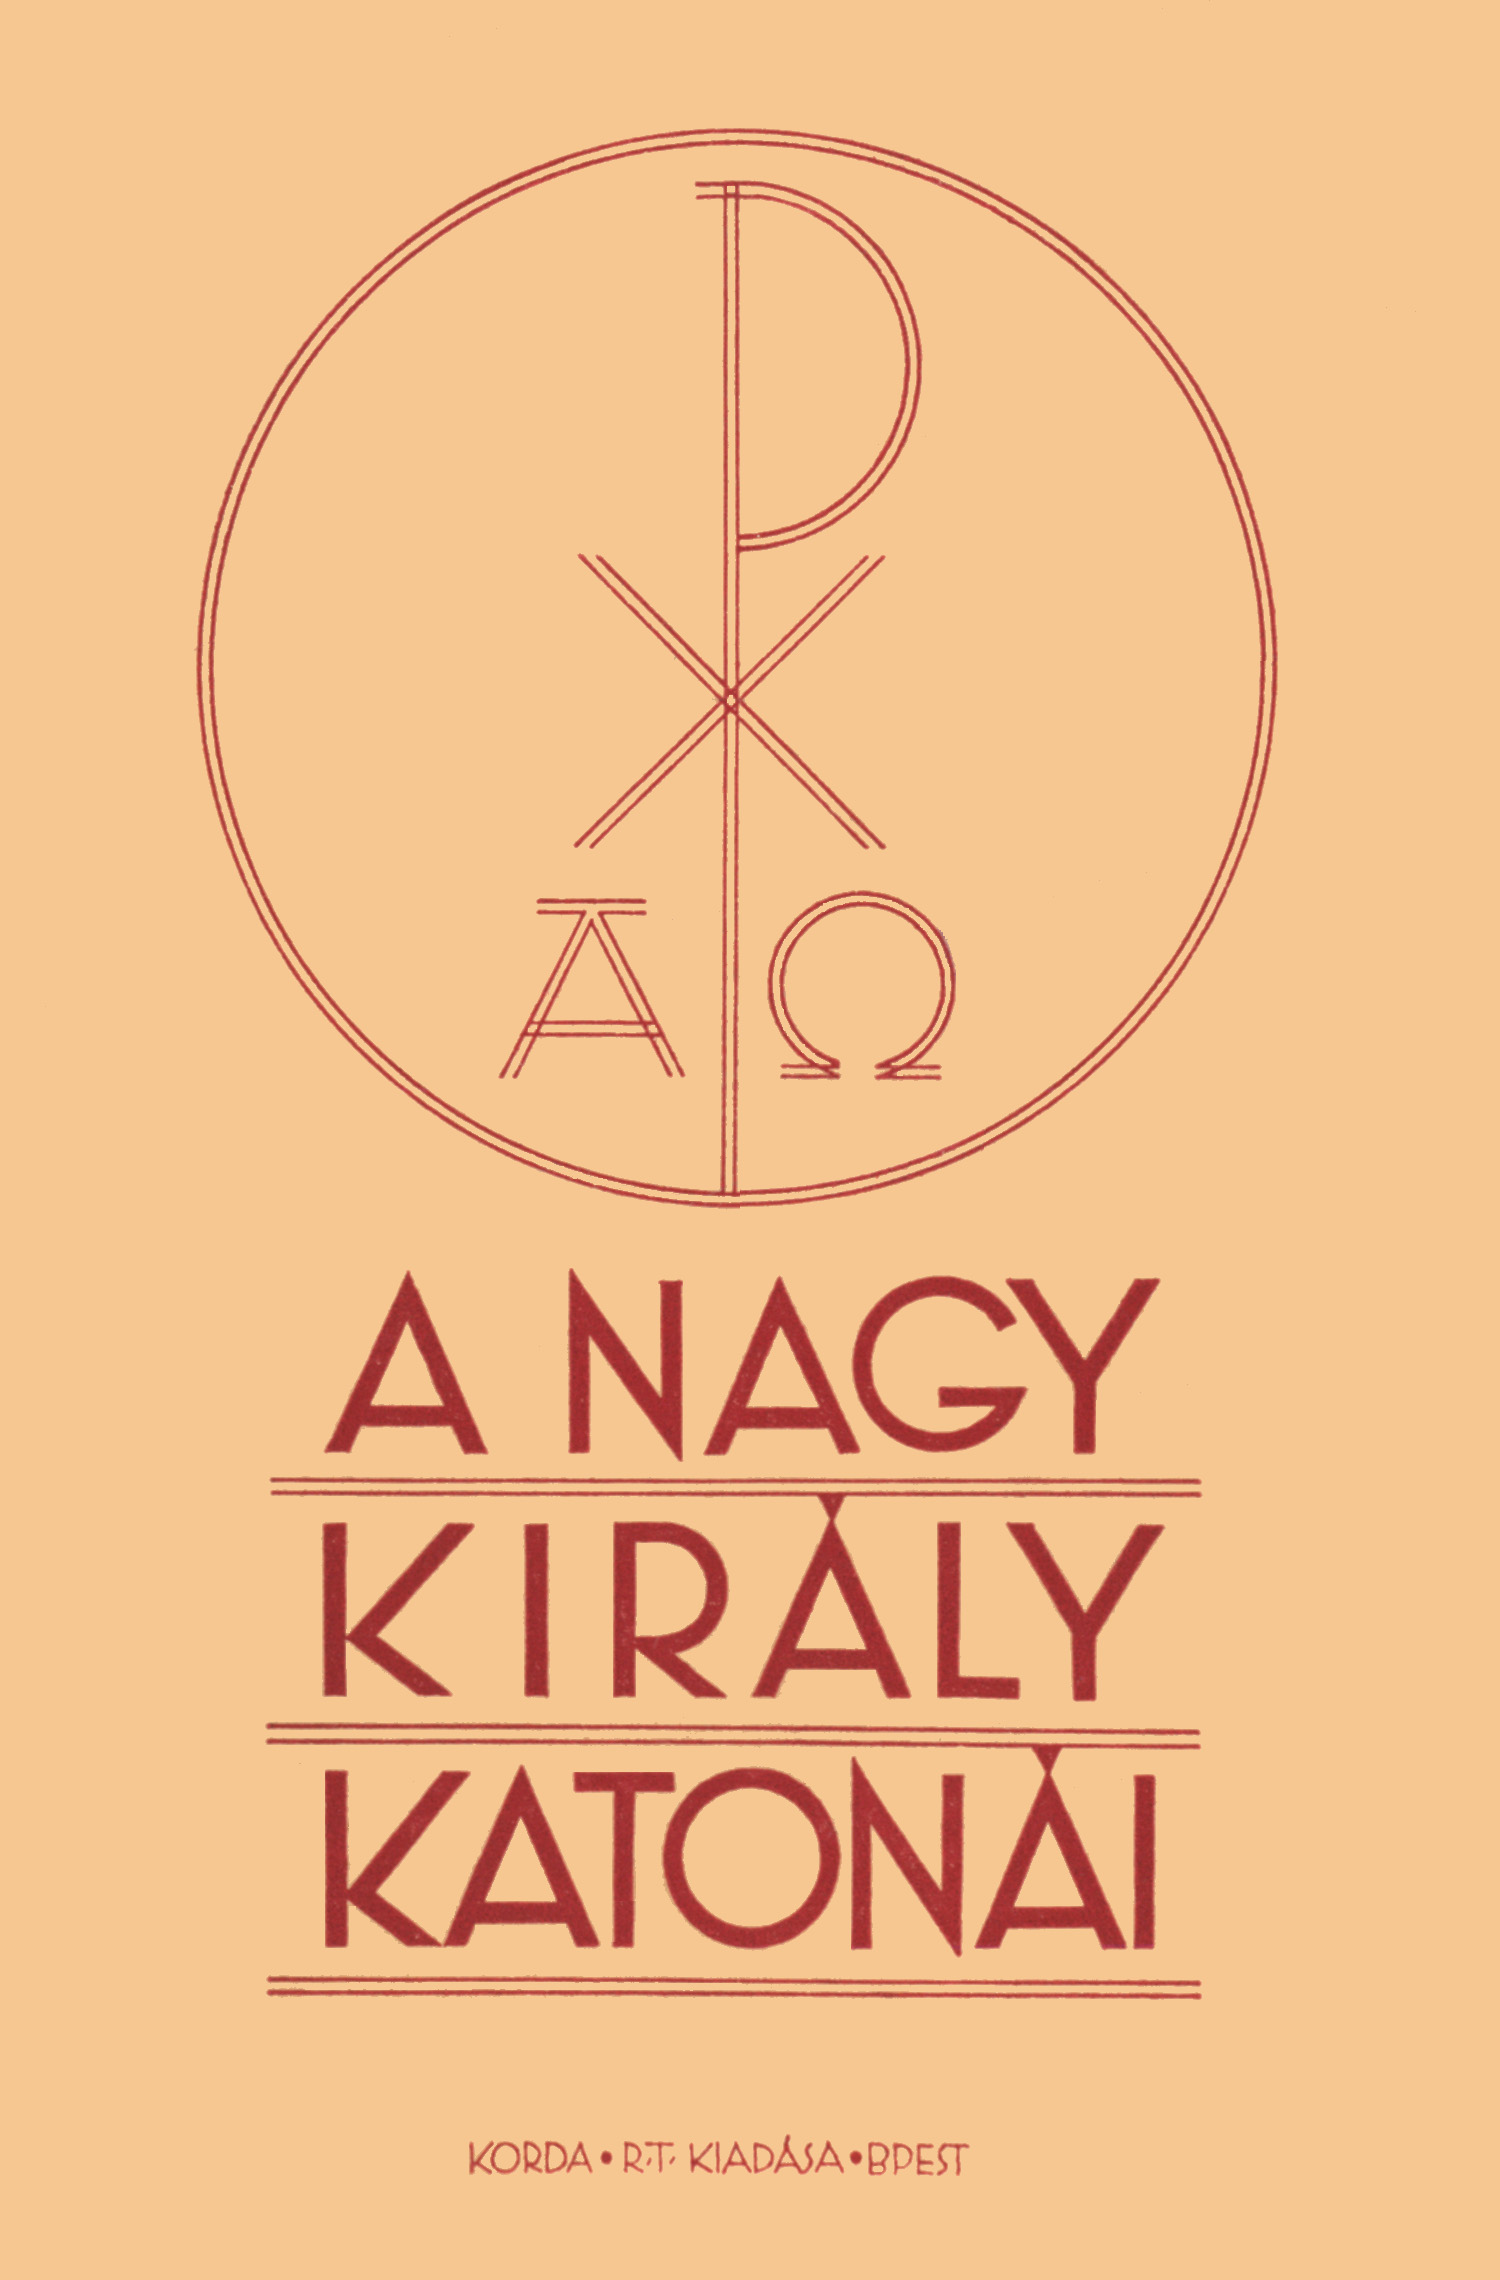 A Ω
A NAGY
KIRÁLY
KATONÁI
KORDA • R.T. KIADÁSA • BPEST